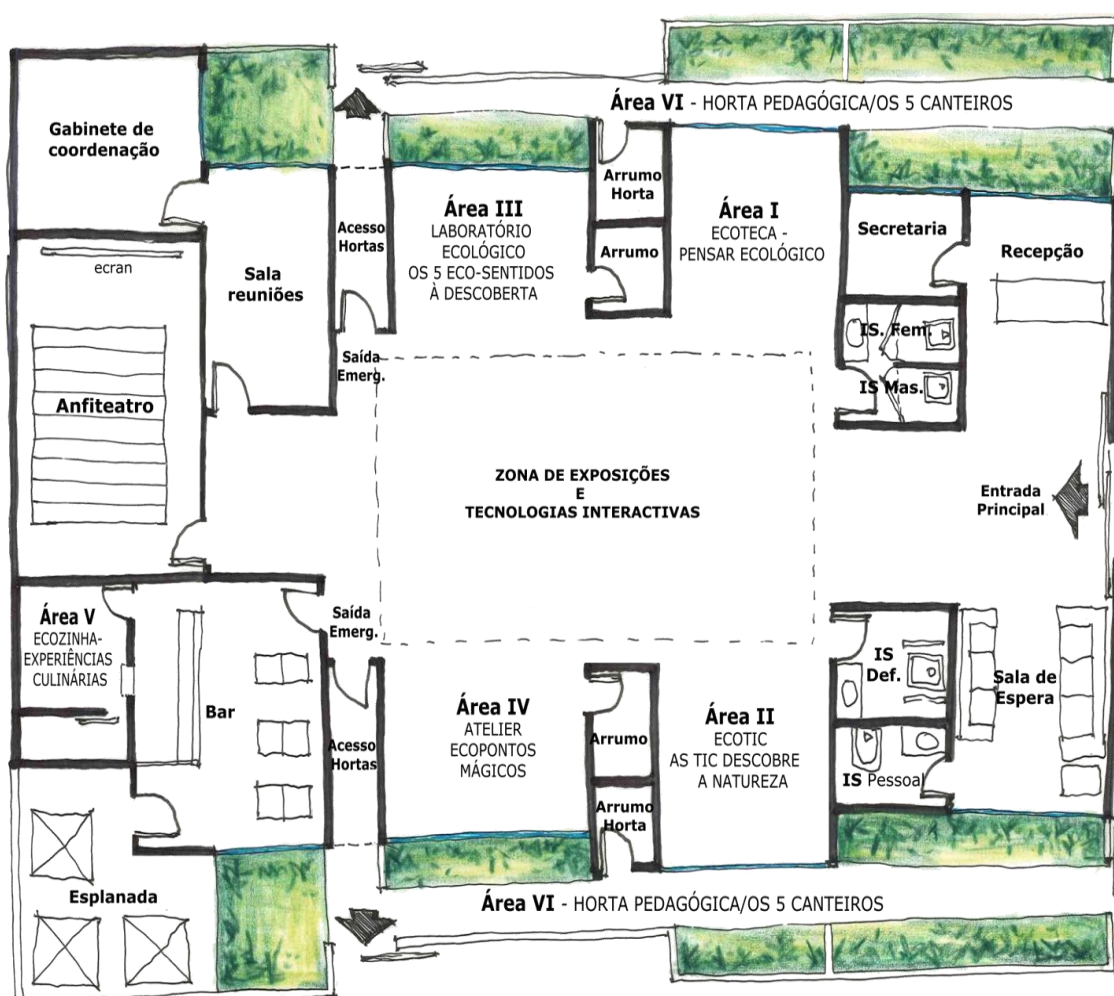 Área VI - HORTA PEDAGÓGICA/OS 5 CANTEIROS
Gabinete de
coordenação
Arrumo
Horta
Área III
LABORATÓRIO
ECOLÓGICO
OS 5 ECO-SENTIDOS
À DESCOBERTA
Área I
ECOTECA -
PENSAR ECOLÓGICO
Acesso
Hortas
Secretaria
Recepção
Arrumo
ecran
Sala
reuniões
IS. Fem.
Saída
Emerg.
IS Mas.
Anfiteatro
ZONA DE EXPOSIÇÕES
E
TECNOLOGIAS INTERACTIVAS
Entrada
Principal
Área V
ECOZINHA-
EXPERIÊNCIAS
CULINÁRIAS
Saída
Emerg.
IS
Def.
Sala de
Espera
Bar
Área IV
ATELIER
ECOPONTOS
MÁGICOS
Área II
ECOTIC
AS TIC DESCOBRE
A NATUREZA
Arrumo
Acesso
Hortas
IS Pessoal
Arrumo
Horta
Esplanada
Área VI - HORTA PEDAGÓGICA/OS 5 CANTEIROS